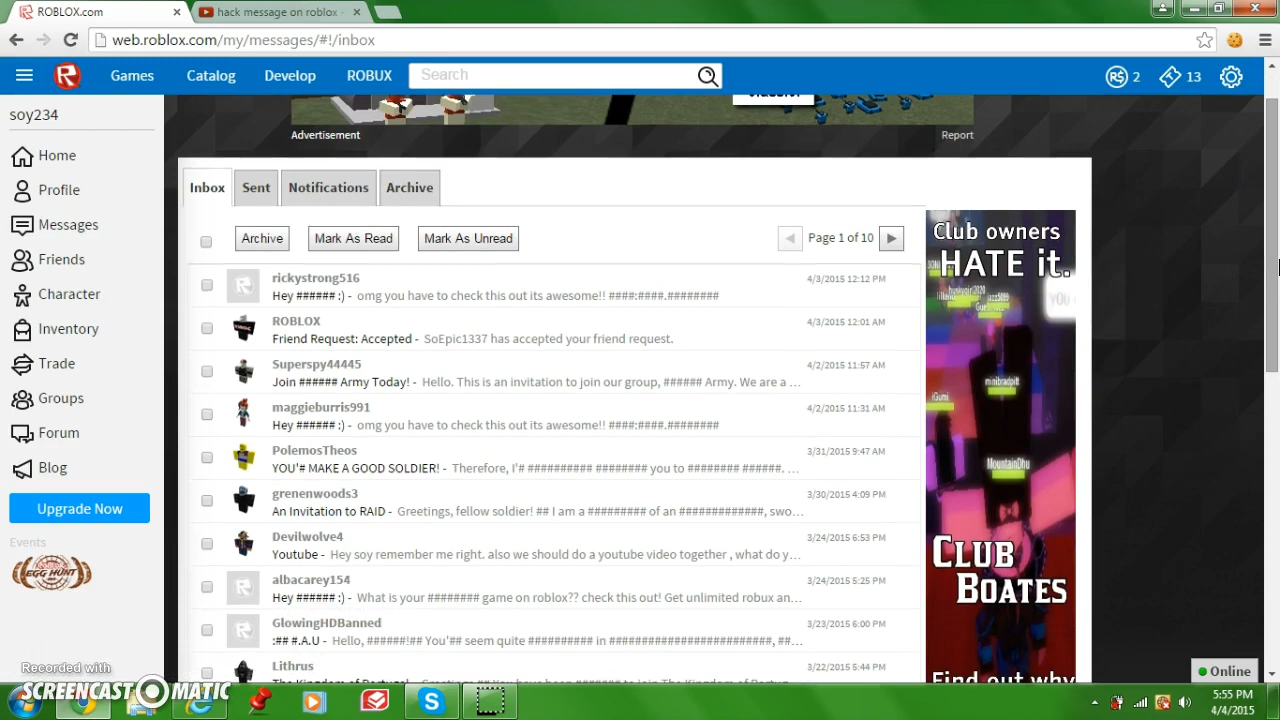 ROBLOX.com
hack message on roblox -
web.roblox.com/my/messages/#!/inbox
Games Catalog Develop ROBUX Search R$ 2 13
soy234
Advertisement Report
Home
Profile
Messages
Friends
Character
Inventory
Trade
Groups
Forum
Blog
Upgrade Now
Events
EGG HUNT
Inbox Sent Notifications Archive
Archive Mark As Read Mark As Unread Page 1 of 10
rickystrong516 4/3/2015 12:12 PM
Hey ###### :) - omg you have to check this out its awesome!! ####:####.########
ROBLOX 4/3/2015 12:01 AM
Friend Request: Accepted - SoEpic1337 has accepted your friend request.
Superspy44445 4/2/2015 11:57 AM
Join ###### Army Today! - Hello. This is an invitation to join our group, ###### Army. We are a ...
maggieburris991 4/2/2015 11:31 AM
Hey ###### :) - omg you have to check this out its awesome!! ####:####.########
PolemosTheos 3/31/2015 9:47 AM
YOU'# MAKE A GOOD SOLDIER! - Therefore, I'# ########## ######## you to ######## ######. ...
grenenwoods3 3/30/2015 4:09 PM
An Invitation to RAID - Greetings, fellow soldier! ## I am a ######### of an #############, swo...
Devilwolve4 3/24/2015 6:53 PM
Youtube - Hey soy remember me right. also we should do a youtube video together , what do y...
albacarey154 3/24/2015 5:25 PM
Hey ###### :) - What is your ######## game on roblox?? check this out! Get unlimited robux an...
GlowingHDBanned 3/23/2015 6:00 PM
:## #.A.U - Hello, ######!## You'## seem quite ########## in #######################, ##...
Lithrus 3/22/2015 5:44 PM
Club owners
HATE it.
huskygirl2020
minibradpitt
iGumi
MountainDhu
CLUB
BOATES
Find out why
Online
Recorded with
SCREENCAST O MATIC
5:55 PM
4/4/2015